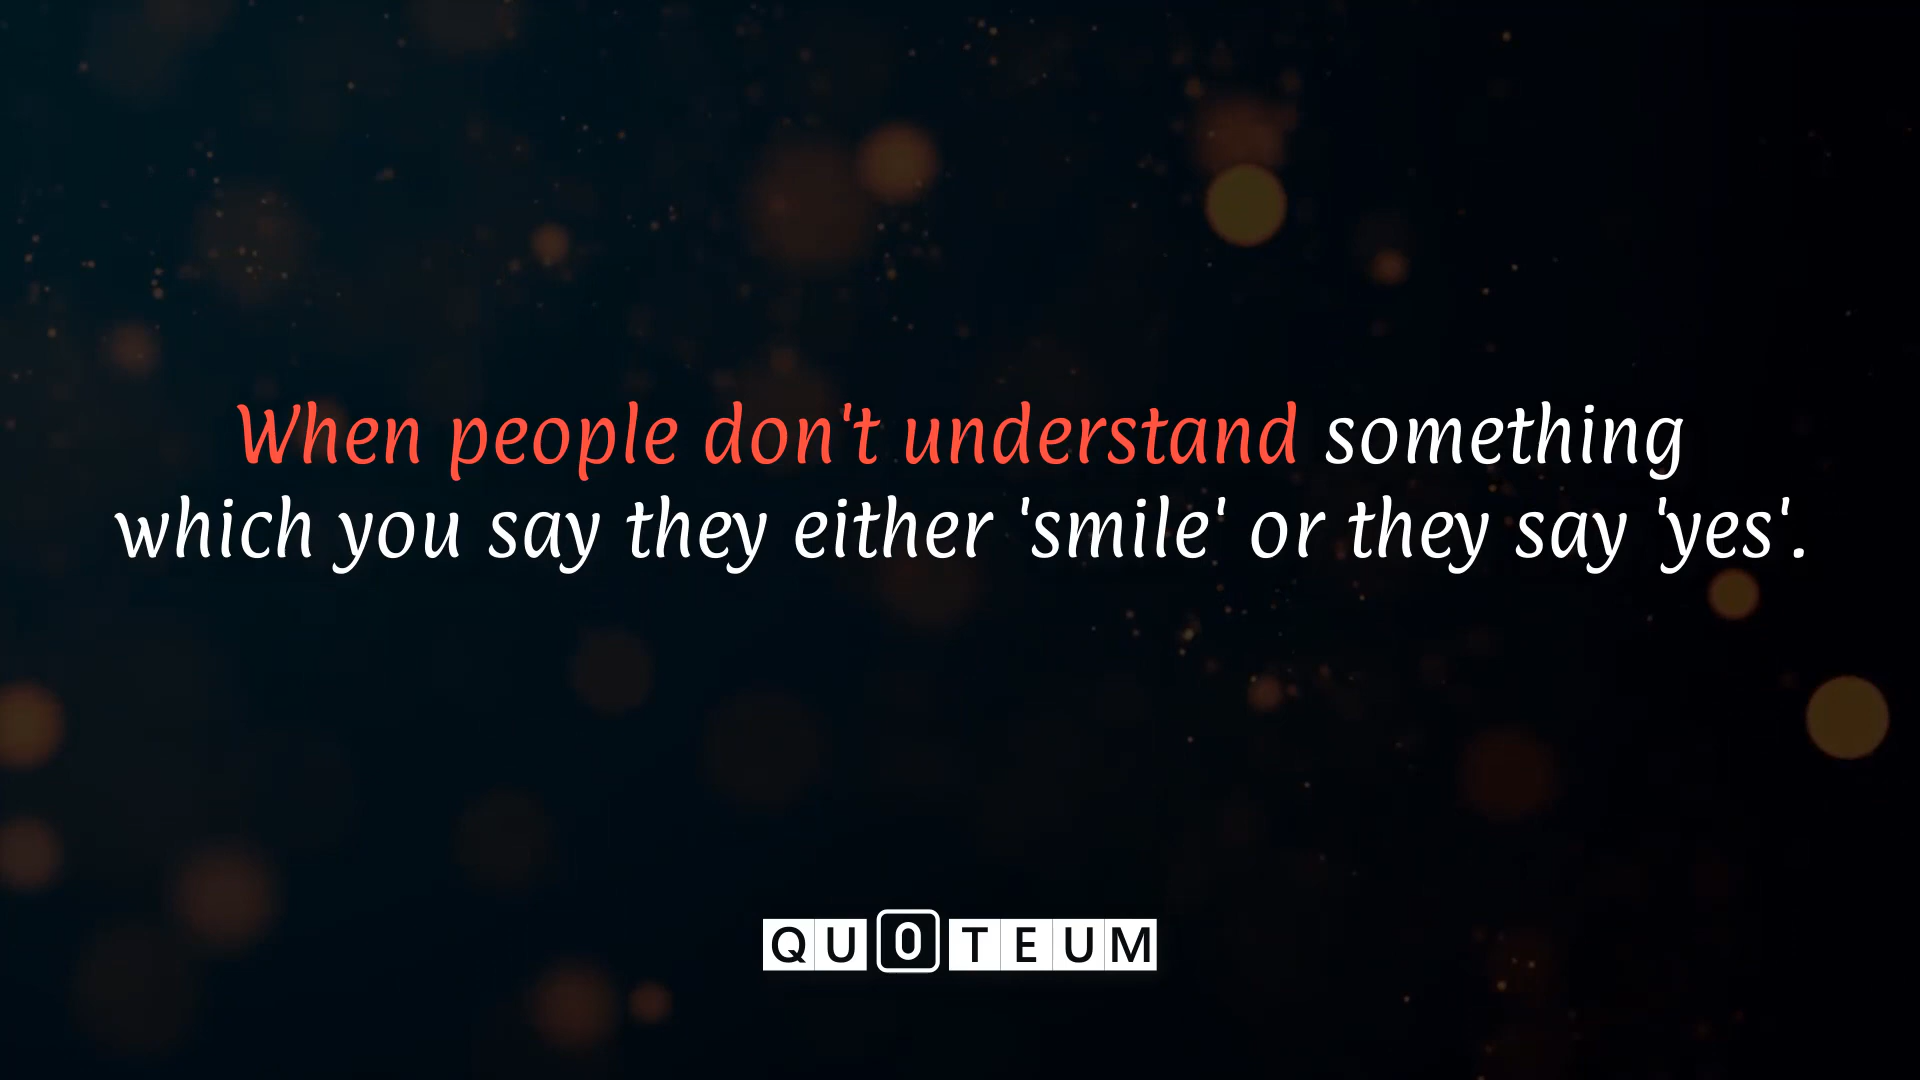 When people don't understand something
which you say they either 'smile' or they say 'yes'.
QUOTEUM